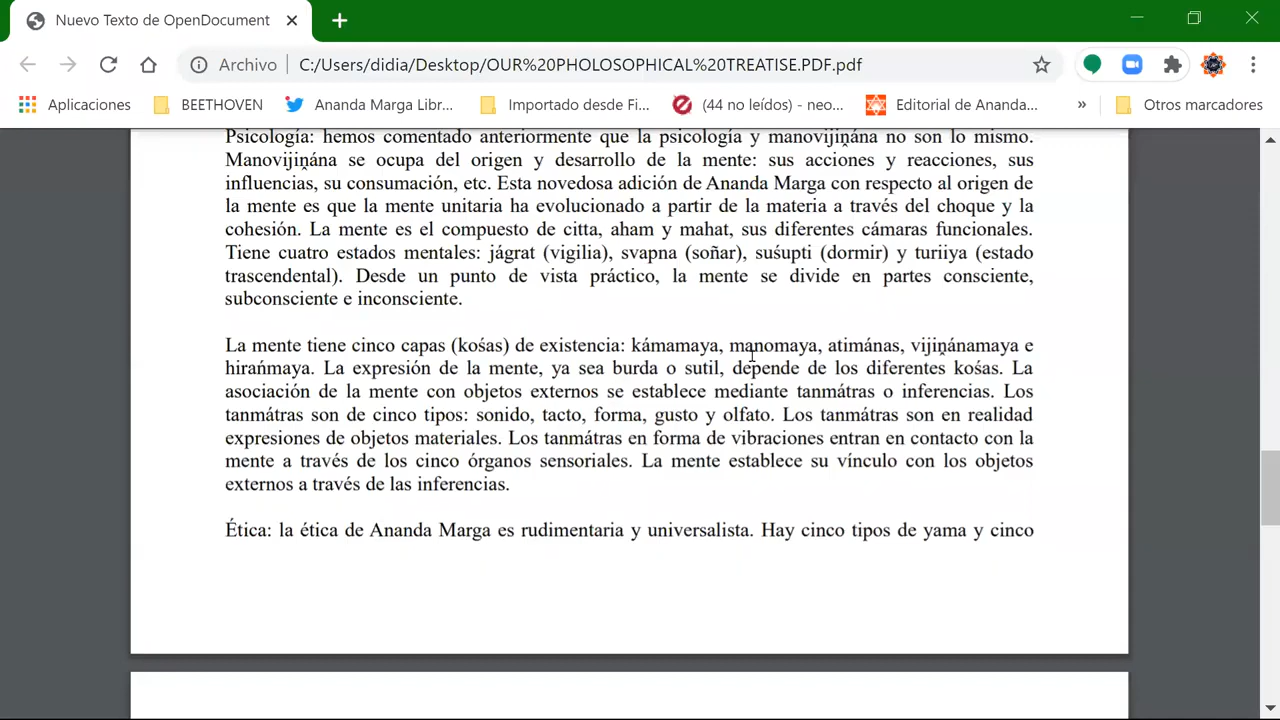 Nuevo Texto de OpenDocument
Archivo C:/Users/didia/Desktop/OUR%20PHOLOSOPHICAL%20TREATISE.PDF.pdf
Aplicaciones BEETHOVEN Ananda Marga Libr... Importado desde Fi... (44 no leídos) - neo... Editorial de Ananda... » Otros marcadores
Psicología: hemos comentado anteriormente que la psicología y manovijiṋána no son lo mismo.
Manovijiṋána se ocupa del origen y desarrollo de la mente: sus acciones y reacciones, sus
influencias, su consumación, etc. Esta novedosa adición de Ananda Marga con respecto al origen de
la mente es que la mente unitaria ha evolucionado a partir de la materia a través del choque y la
cohesión. La mente es el compuesto de citta, aham y mahat, sus diferentes cámaras funcionales.
Tiene cuatro estados mentales: jágrat (vigilia), svapna (soñar), suśupti (dormir) y turiiya (estado
trascendental). Desde un punto de vista práctico, la mente se divide en partes consciente,
subconsciente e inconsciente.
La mente tiene cinco capas (kośas) de existencia: kámamaya, manomaya, atimánas, vijiṋánamaya e
hirańmaya. La expresión de la mente, ya sea burda o sutil, depende de los diferentes kośas. La
asociación de la mente con objetos externos se establece mediante tanmátras o inferencias. Los
tanmátras son de cinco tipos: sonido, tacto, forma, gusto y olfato. Los tanmátras son en realidad
expresiones de objetos materiales. Los tanmátras en forma de vibraciones entran en contacto con la
mente a través de los cinco órganos sensoriales. La mente establece su vínculo con los objetos
externos a través de las inferencias.
Ética: la ética de Ananda Marga es rudimentaria y universalista. Hay cinco tipos de yama y cinco